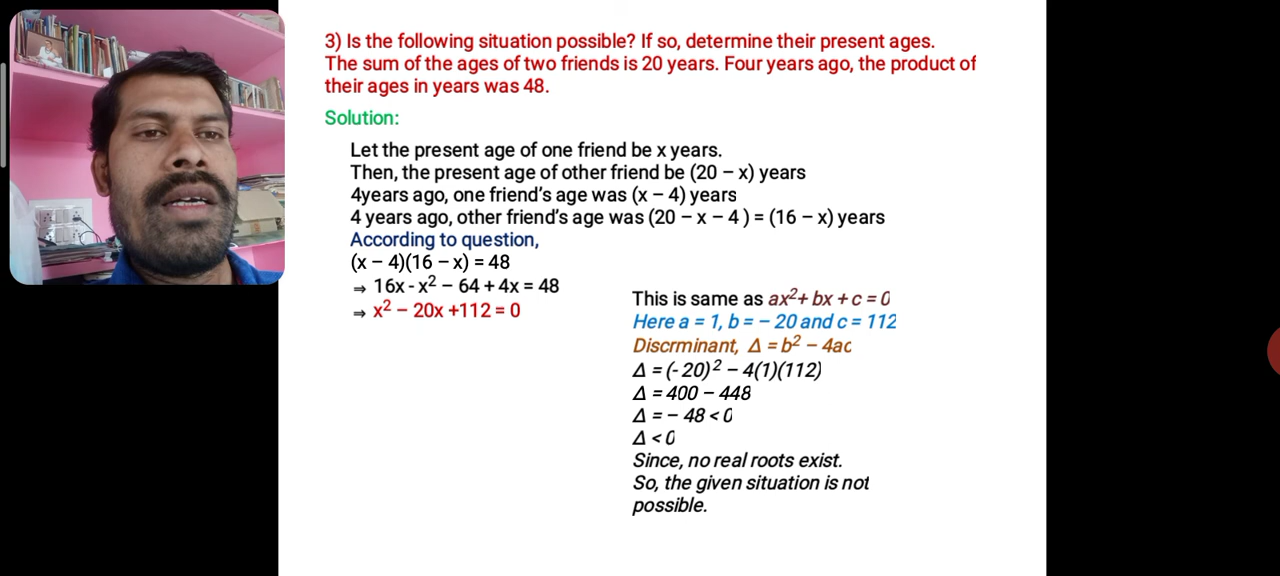 3) Is the following situation possible? If so, determine their present ages.
The sum of the ages of two friends is 20 years. Four years ago, the product of
their ages in years was 48.
Solution:
Let the present age of one friend be x years.
Then, the present age of other friend be (20 – x) years
4years ago, one friend's age was (x – 4) years
4 years ago, other friend's age was (20 – x – 4 ) = (16 – x) years
According to question,
(x – 4)(16 – x) = 48
⇒ 16x - x² – 64 + 4x = 48
⇒ x² – 20x +112 = 0
This is same as ax²+ bx + c = 0
Here a = 1, b = – 20 and c = 112
Discrminant, Δ = b² – 4ac
Δ = (- 20)² – 4(1)(112)
Δ = 400 – 448
Δ = – 48 < 0
Δ < 0
Since, no real roots exist.
So, the given situation is not
possible.